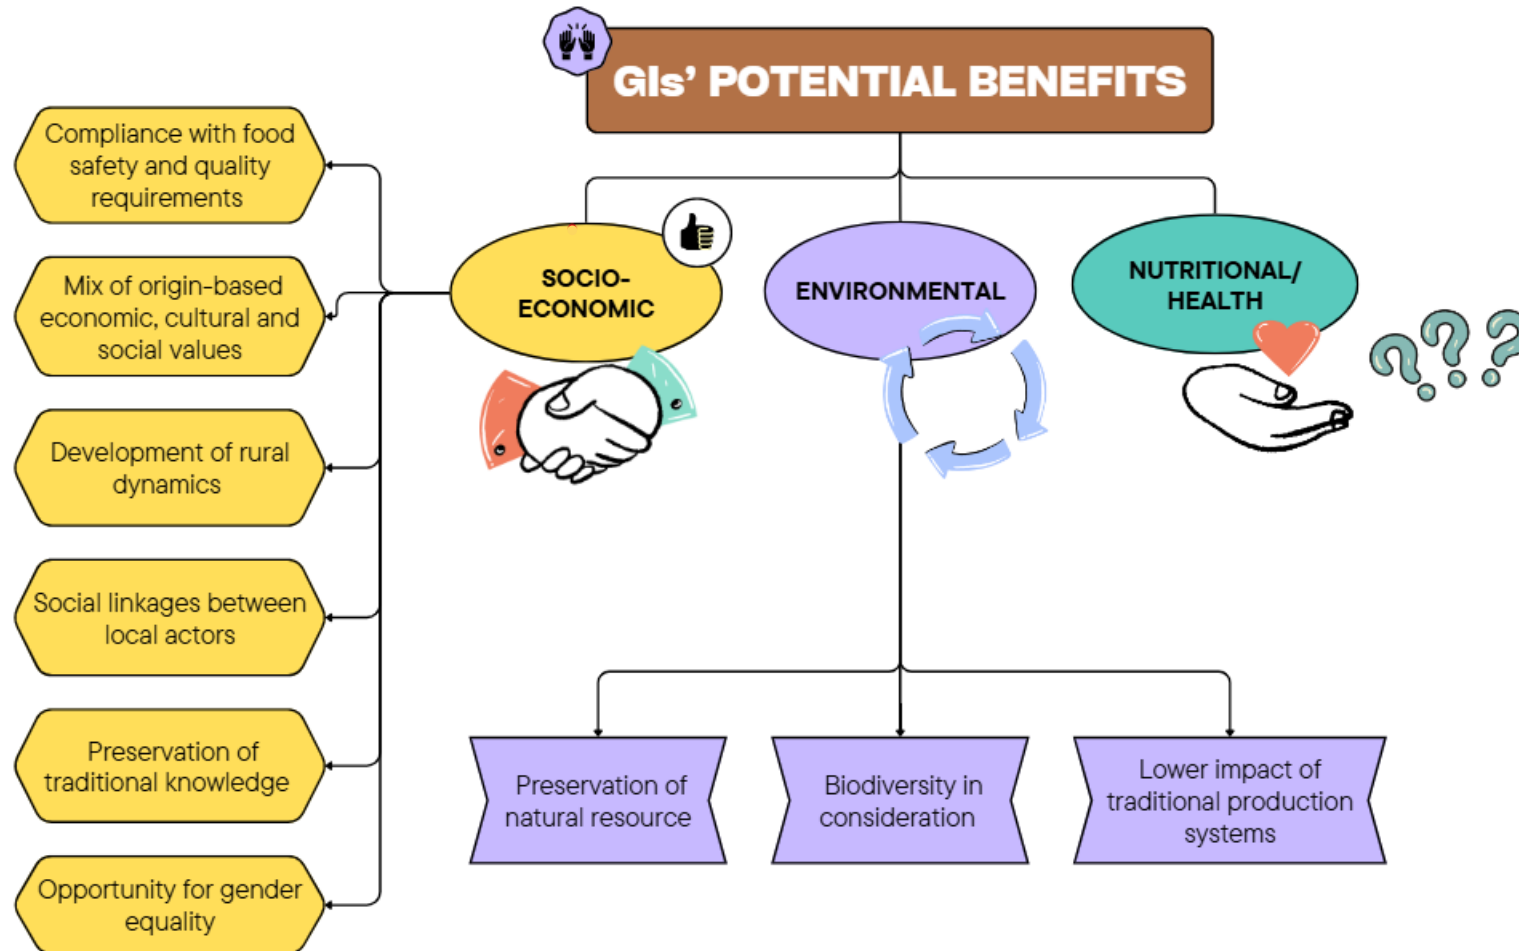 GIs' POTENTIAL BENEFITS
Compliance with food
safety and quality
requirements
Mix of origin-based
economic, cultural and
social values
Development of rural
dynamics
Social linkages between
local actors
Preservation of
traditional knowledge
Opportunity for gender
equality
SOCIO-
ECONOMIC
ENVIRONMENTAL
NUTRITIONAL/
HEALTH
???
Preservation of
natural resource
Biodiversity in
consideration
Lower impact of
traditional production
systems